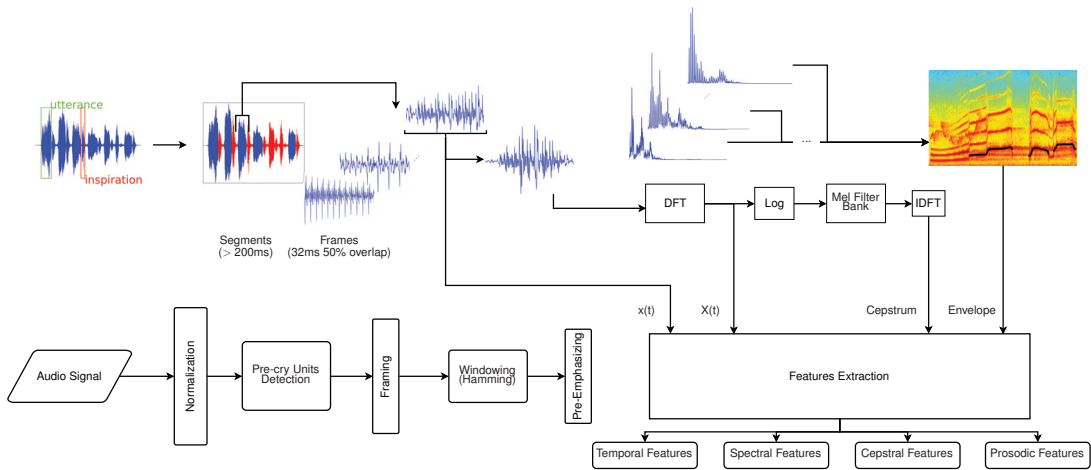 utterance
inspiration
Segments
(> 200ms)
Frames
(32ms 50% overlap)
...
DFT
Log
Mel Filter
Bank
IDFT
x(t)
X(t)
Cepstrum
Envelope
Audio Signal
Normalization
Pre-cry Units
Detection
Framing
Windowing
(Hamming)
Pre-Emphasizing
Features Extraction
Temporal Features
Spectral Features
Cepstral Features
Prosodic Features